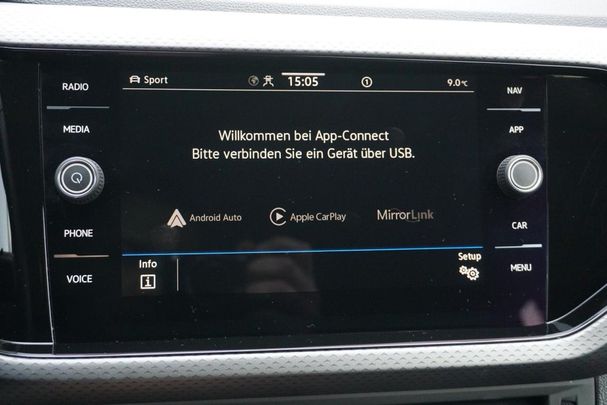 RADIO
MEDIA
PHONE
VOICE
Sport
15:05
1
9.0°C
Willkommen bei App-Connect
Bitte verbinden Sie ein Gerät über USB.
Android Auto
Apple CarPlay
MirrorLink
Info
Setup
NAV
APP
CAR
MENU